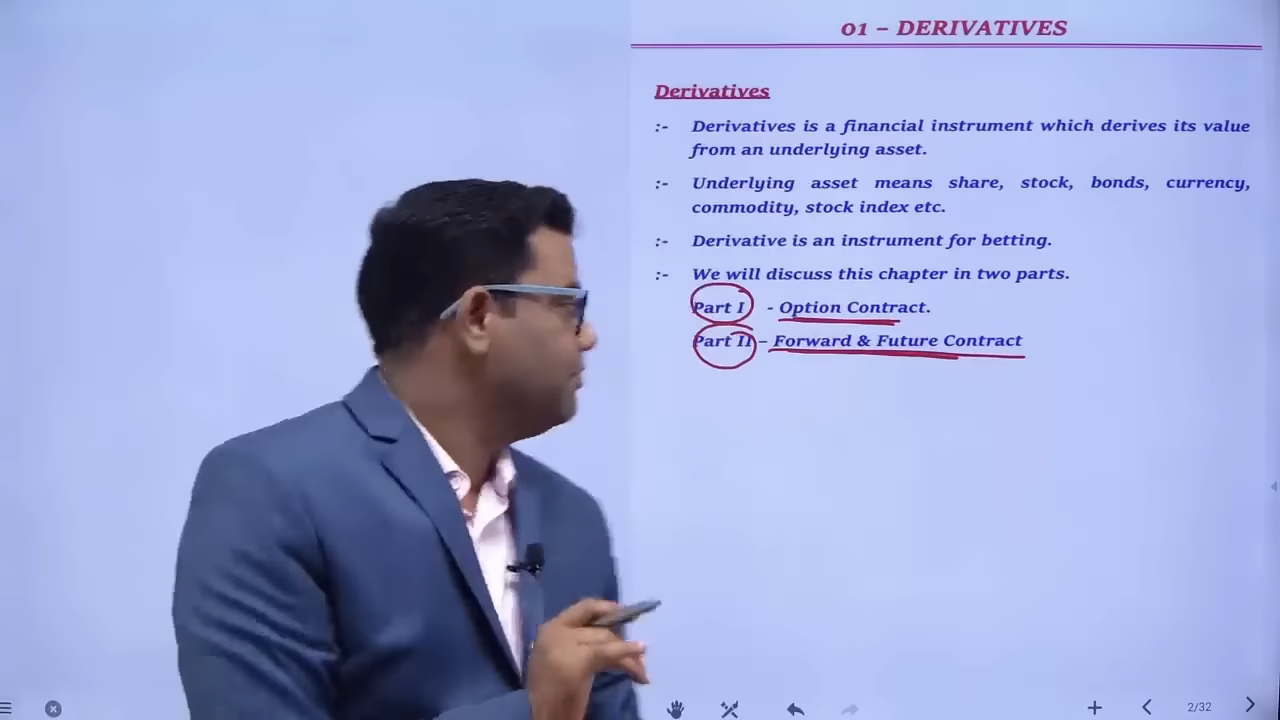 01 – DERIVATIVES
Derivatives
:- Derivatives is a financial instrument which derives its value
from an underlying asset.
:- Underlying asset means share, stock, bonds, currency,
commodity, stock index etc.
:- Derivative is an instrument for betting.
:- We will discuss this chapter in two parts.
Part I - Option Contract.
Part II – Forward & Future Contract
2/32